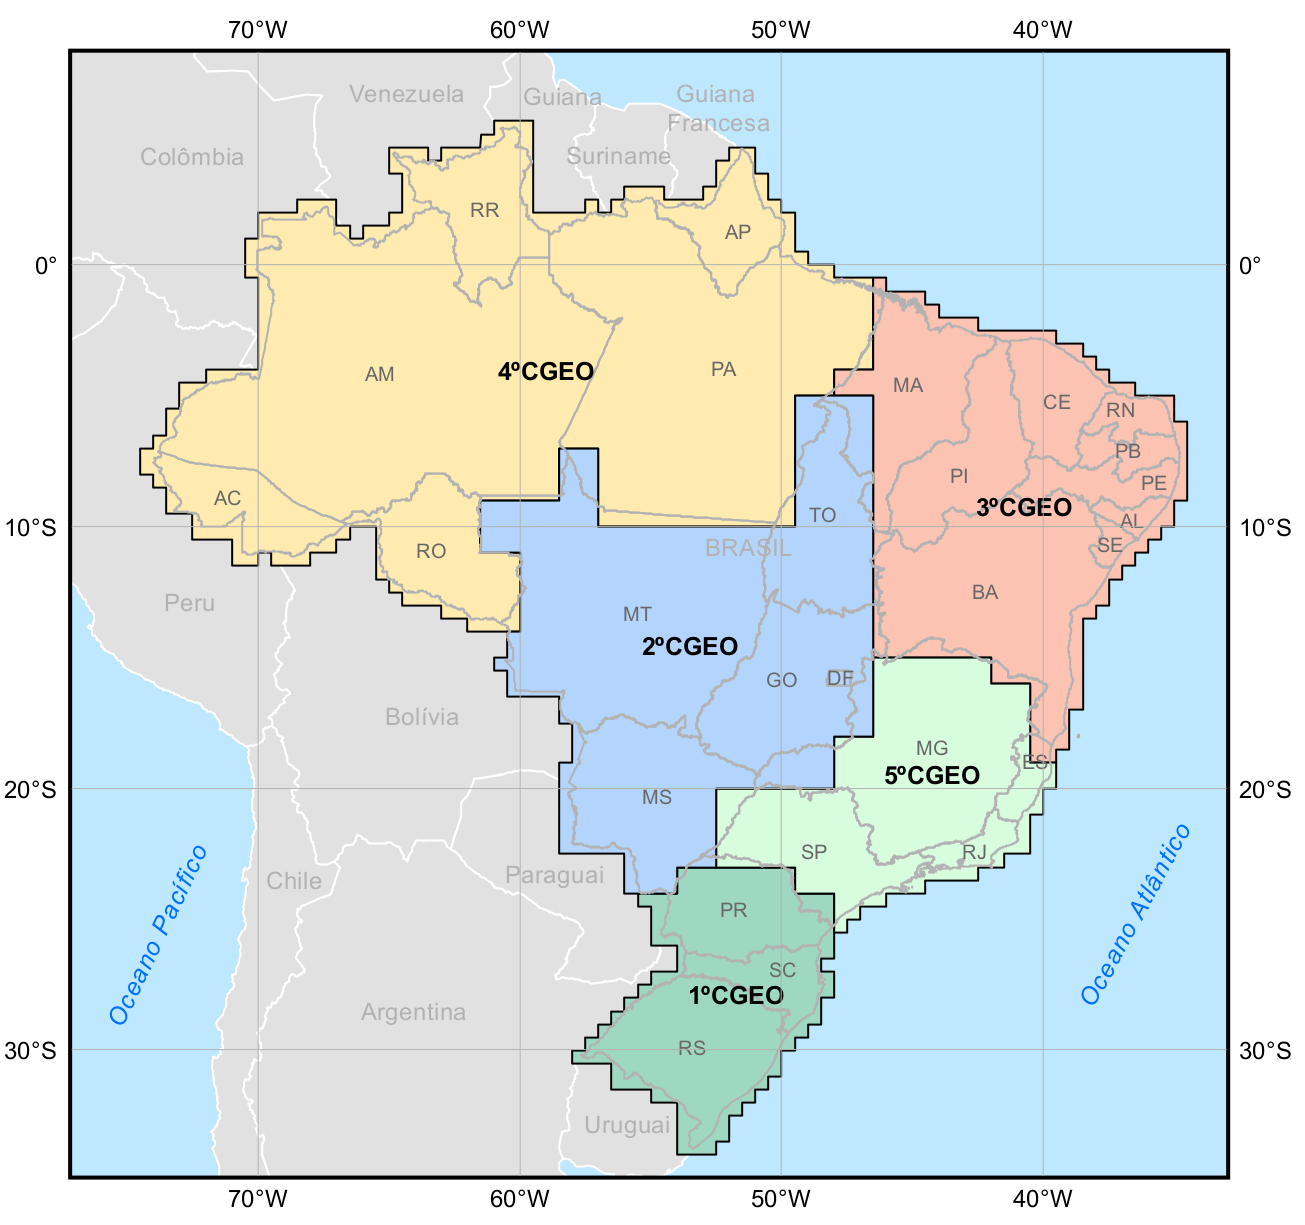 70°W 60°W 50°W 40°W
Venezuela
Guiana
Guiana
Francesa
Colômbia
Suriname
RR
AP
0° 0°
AM
4ºCGEO
PA
MA
CE
RN
PB
PI
PE
AC
3ºCGEO
TO
AL
10°S 10°S
RO
BRASIL
SE
Peru
MT
BA
2ºCGEO
GO
DF
Bolívia
MG
ES
5ºCGEO
20°S 20°S
MS
SP
RJ
Oceano Pacífico
Chile
Paraguai
Oceano Atlântico
PR
SC
1ºCGEO
Argentina
RS
30°S 30°S
Uruguai
70°W 60°W 50°W 40°W